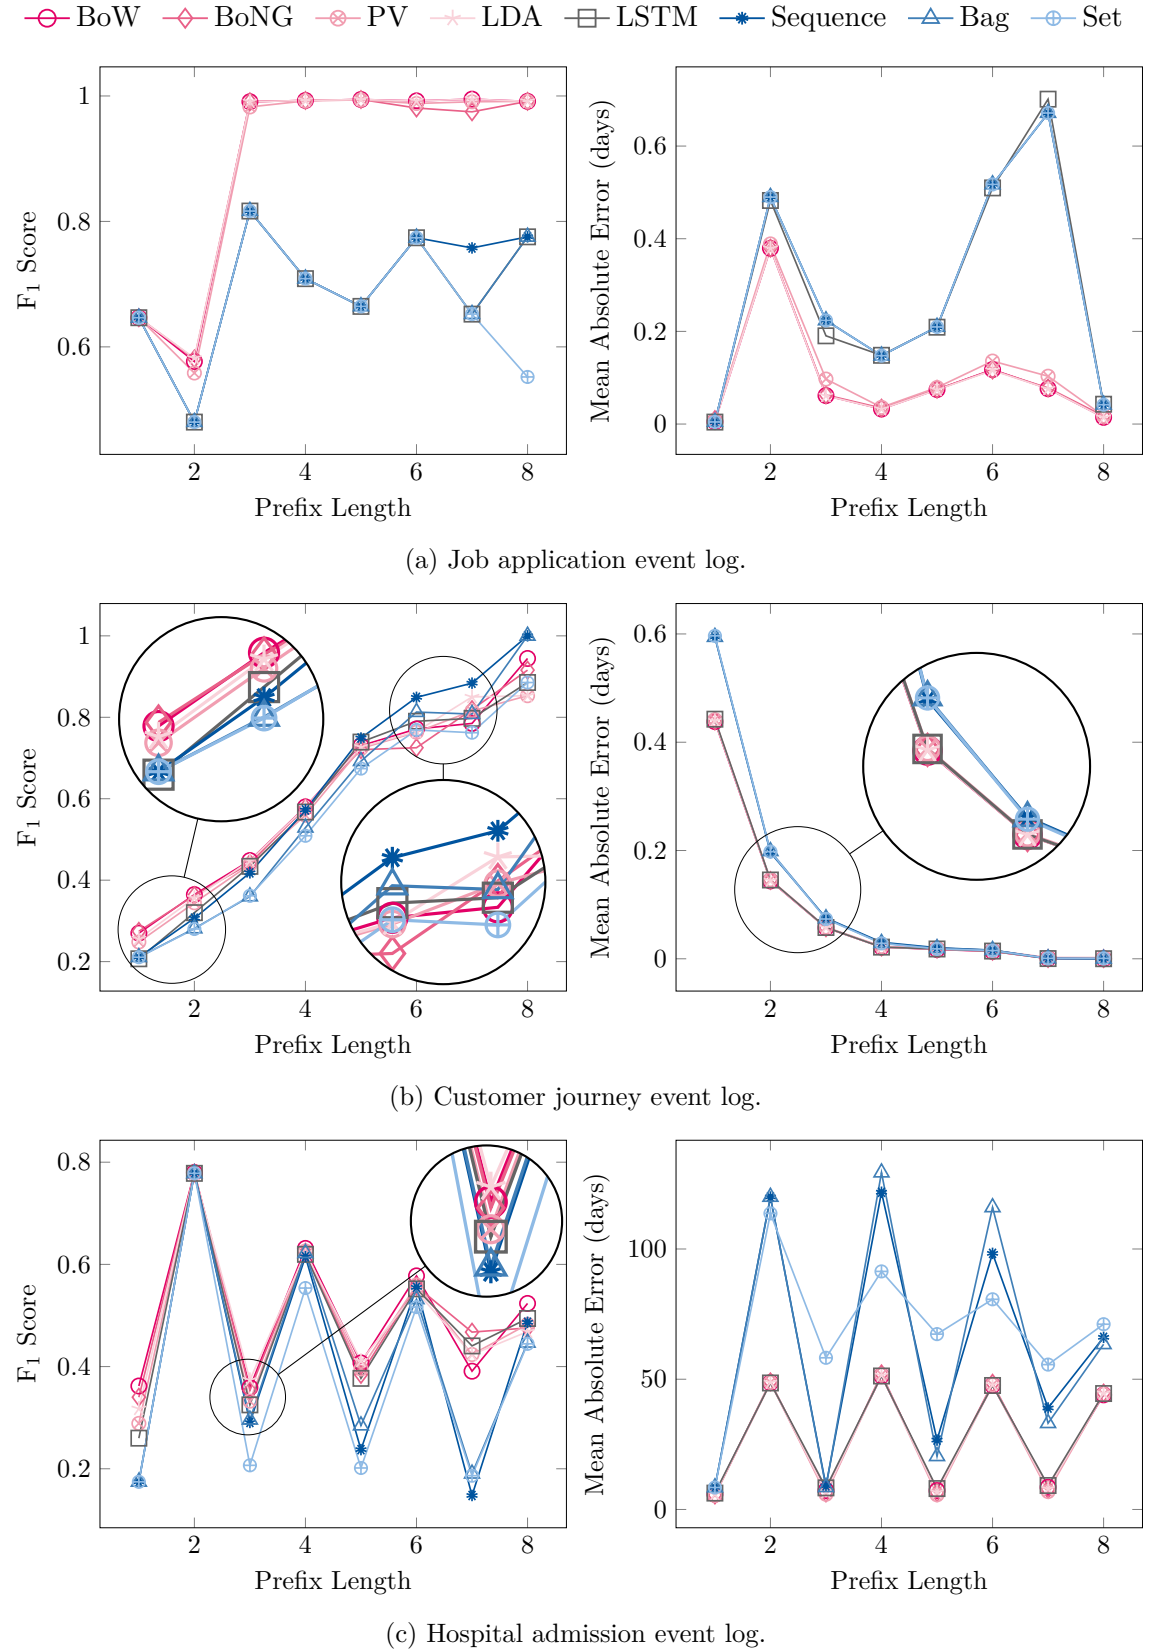 BoW BoNG PV LDA LSTM Sequence Bag Set
1
0.8
0.6
F1 Score
2 4 6 8
Prefix Length
0.6
0.4
0.2
0
Mean Absolute Error (days)
2 4 6 8
Prefix Length
(a) Job application event log.
1
0.8
0.6
0.4
0.2
F1 Score
2 4 6 8
Prefix Length
0.6
0.4
0.2
0
Mean Absolute Error (days)
2 4 6 8
Prefix Length
(b) Customer journey event log.
0.8
0.6
0.4
0.2
F1 Score
2 4 6 8
Prefix Length
100
50
0
Mean Absolute Error (days)
2 4 6 8
Prefix Length
(c) Hospital admission event log.